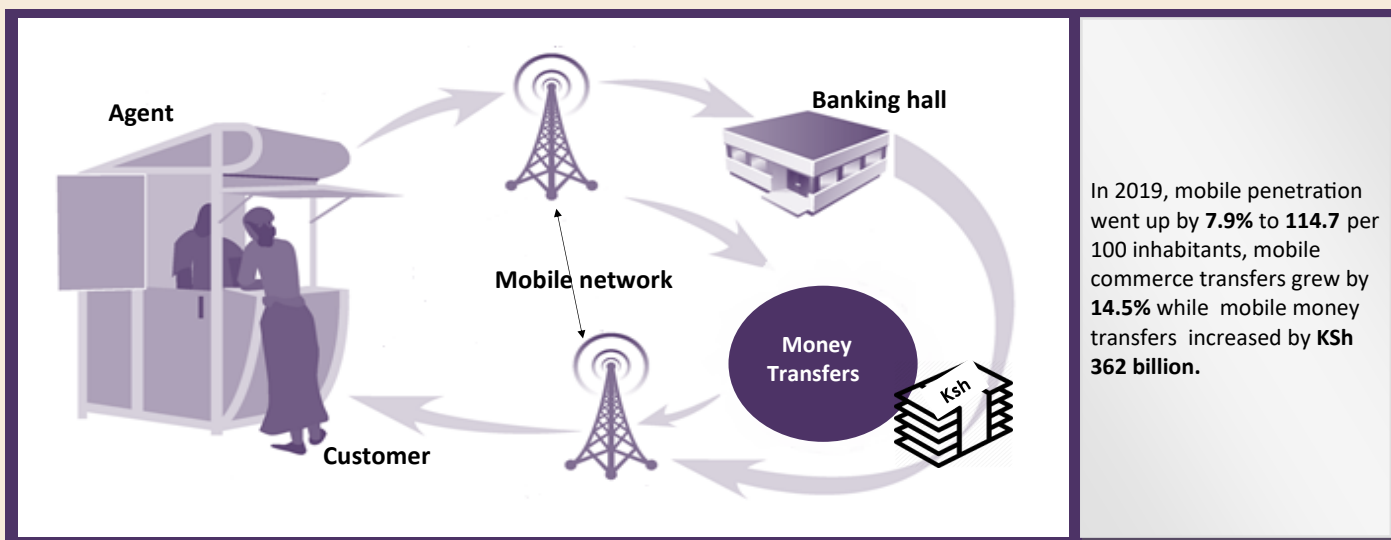 Agent
Banking hall
Mobile network
Money
Transfers
Ksh
Customer
In 2019, mobile penetration
went up by 7.9% to 114.7 per
100 inhabitants, mobile
commerce transfers grew by
14.5% while mobile money
transfers increased by KSh
362 billion.